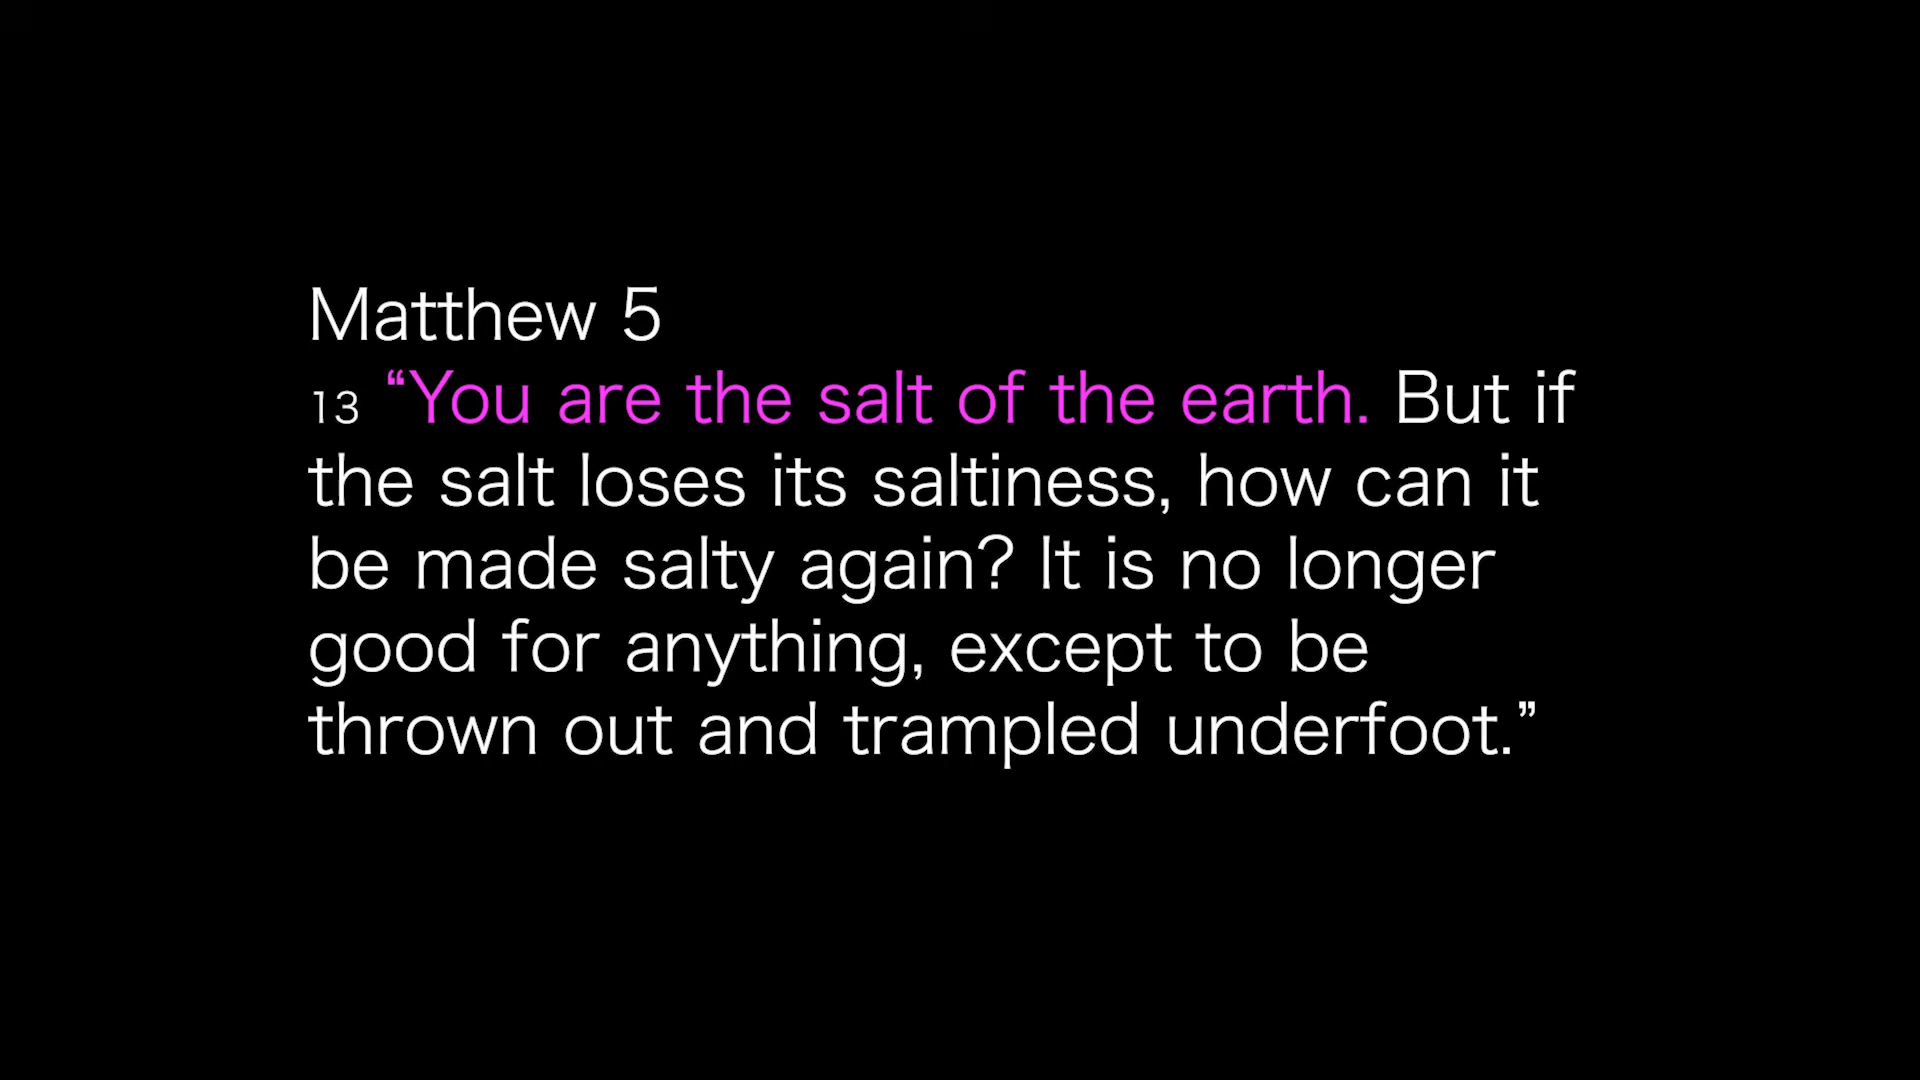 Matthew 5
13 “You are the salt of the earth. But if
the salt loses its saltiness, how can it
be made salty again? It is no longer
good for anything, except to be
thrown out and trampled underfoot.”